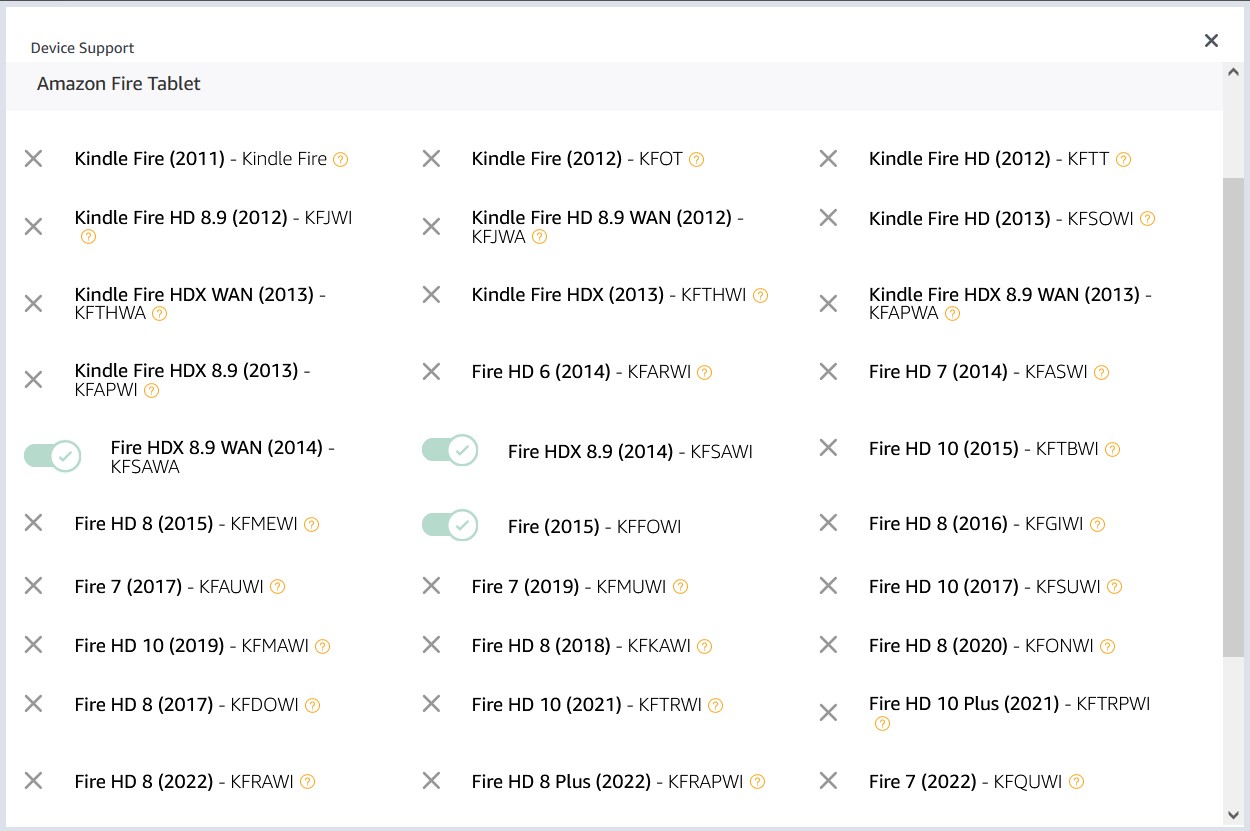 Device Support
Amazon Fire Tablet
Kindle Fire (2011) - Kindle Fire
Kindle Fire (2012) - KFOT
Kindle Fire HD (2012) - KFTT
Kindle Fire HD 8.9 (2012) - KFJWI
Kindle Fire HD 8.9 WAN (2012) -
KFJWA
Kindle Fire HD (2013) - KFSOWI
Kindle Fire HDX WAN (2013) -
KFTHWA
Kindle Fire HDX (2013) - KFTHWI
Kindle Fire HDX 8.9 WAN (2013) -
KFAPWA
Kindle Fire HDX 8.9 (2013) -
KFAPWI
Fire HD 6 (2014) - KFARWI
Fire HD 7 (2014) - KFASWI
Fire HDX 8.9 WAN (2014) -
KFSAWA
Fire HDX 8.9 (2014) - KFSAWI
Fire HD 10 (2015) - KFTBWI
Fire HD 8 (2015) - KFMEWI
Fire (2015) - KFFOWI
Fire HD 8 (2016) - KFGIWI
Fire 7 (2017) - KFAUWI
Fire 7 (2019) - KFMUWI
Fire HD 10 (2017) - KFSUWI
Fire HD 10 (2019) - KFMAWI
Fire HD 8 (2018) - KFKAWI
Fire HD 8 (2020) - KFONWI
Fire HD 8 (2017) - KFDOWI
Fire HD 10 (2021) - KFTRWI
Fire HD 10 Plus (2021) - KFTRPWI
Fire HD 8 (2022) - KFRAWI
Fire HD 8 Plus (2022) - KFRAPWI
Fire 7 (2022) - KFQUWI